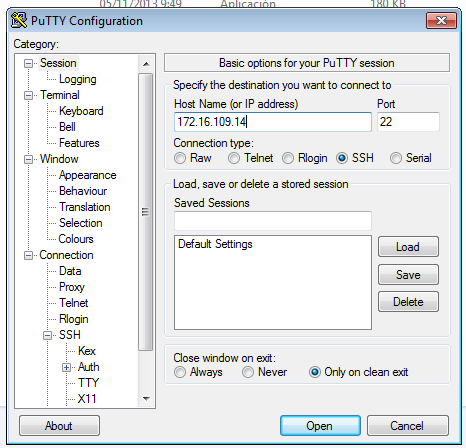 05/11/2013 9:49 Aplicación 180 KB
PuTTY Configuration
Category:
Session
Logging
Terminal
Keyboard
Bell
Features
Window
Appearance
Behaviour
Translation
Selection
Colours
Connection
Data
Proxy
Telnet
Rlogin
SSH
Kex
Auth
TTY
X11
Basic options for your PuTTY session
Specify the destination you want to connect to
Host Name (or IP address) Port
172.16.109.14 22
Connection type:
Raw Telnet Rlogin SSH Serial
Load, save or delete a stored session
Saved Sessions
Default Settings
Load
Save
Delete
Close window on exit:
Always Never Only on clean exit
About Open Cancel